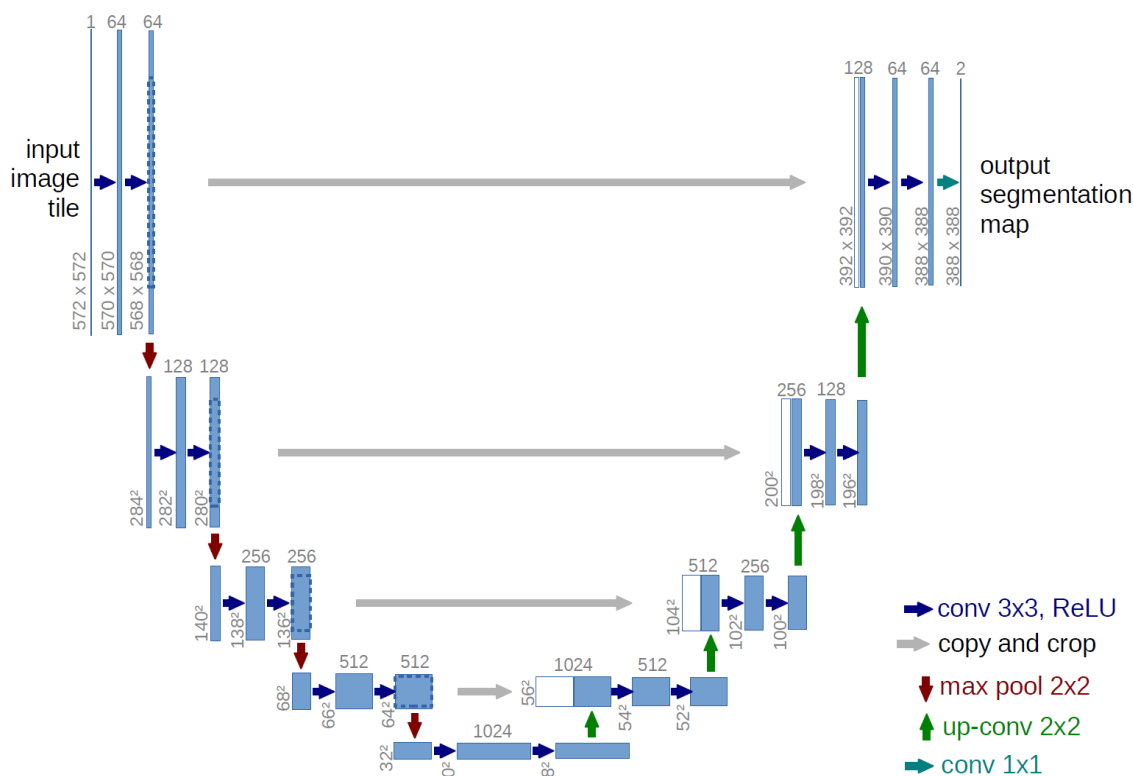 1 64 64
128 64 64 2
input
image
tile
output
segmentation
map
572 x 572
570 x 570
568 x 568
392 x 392
390 x 390
388 x 388
388 x 388
128 128
256 128
284²
282²
280²
200²
198²
196²
256 256
512 256
140²
138²
136²
104²
102²
100²
512 512
1024 512
68²
66²
64²
56²
54²
52²
1024
32²
conv 3x3, ReLU
copy and crop
max pool 2x2
up-conv 2x2
conv 1x1